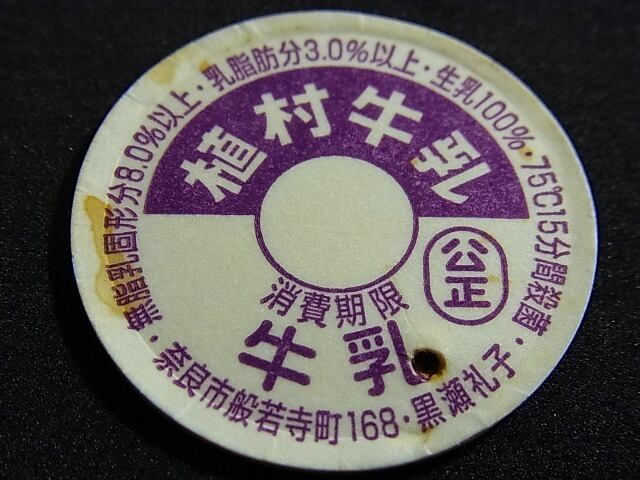 植村牛乳
・無脂乳固形分8.0%以上・乳脂肪分3.0%以上・生乳100%・75℃15分間殺菌・
公正
消費期限
牛乳
奈良市般若寺町168・黒瀬礼子